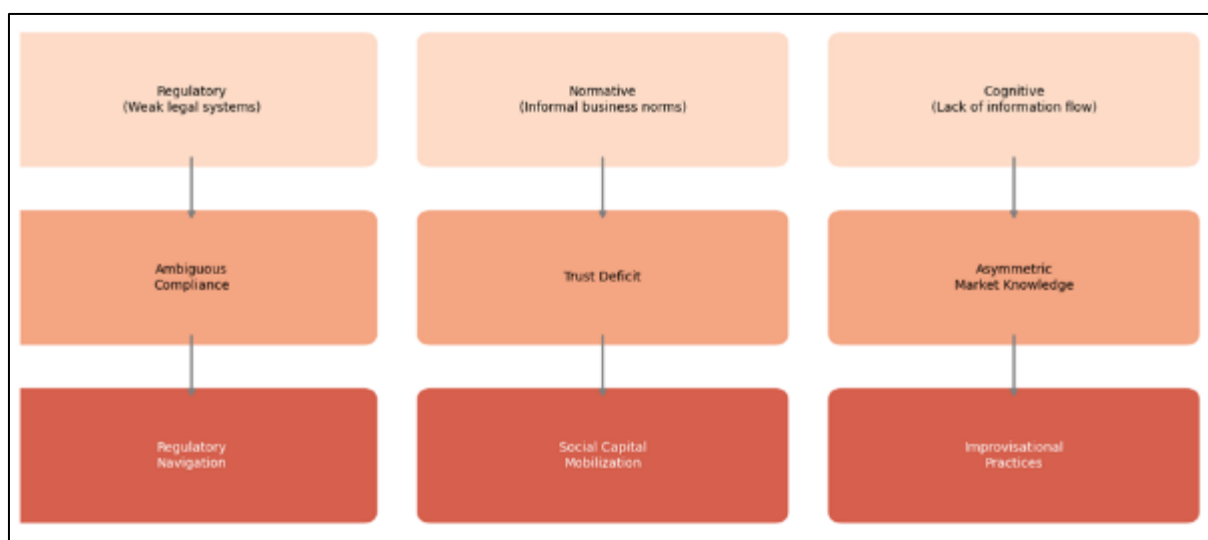 Regulatory
(Weak legal systems)
Normative
(Informal business norms)
Cognitive
(Lack of information flow)
Ambiguous
Compliance
Trust Deficit
Asymmetric
Market Knowledge
Regulatory
Navigation
Social Capital
Mobilization
Improvisational
Practices